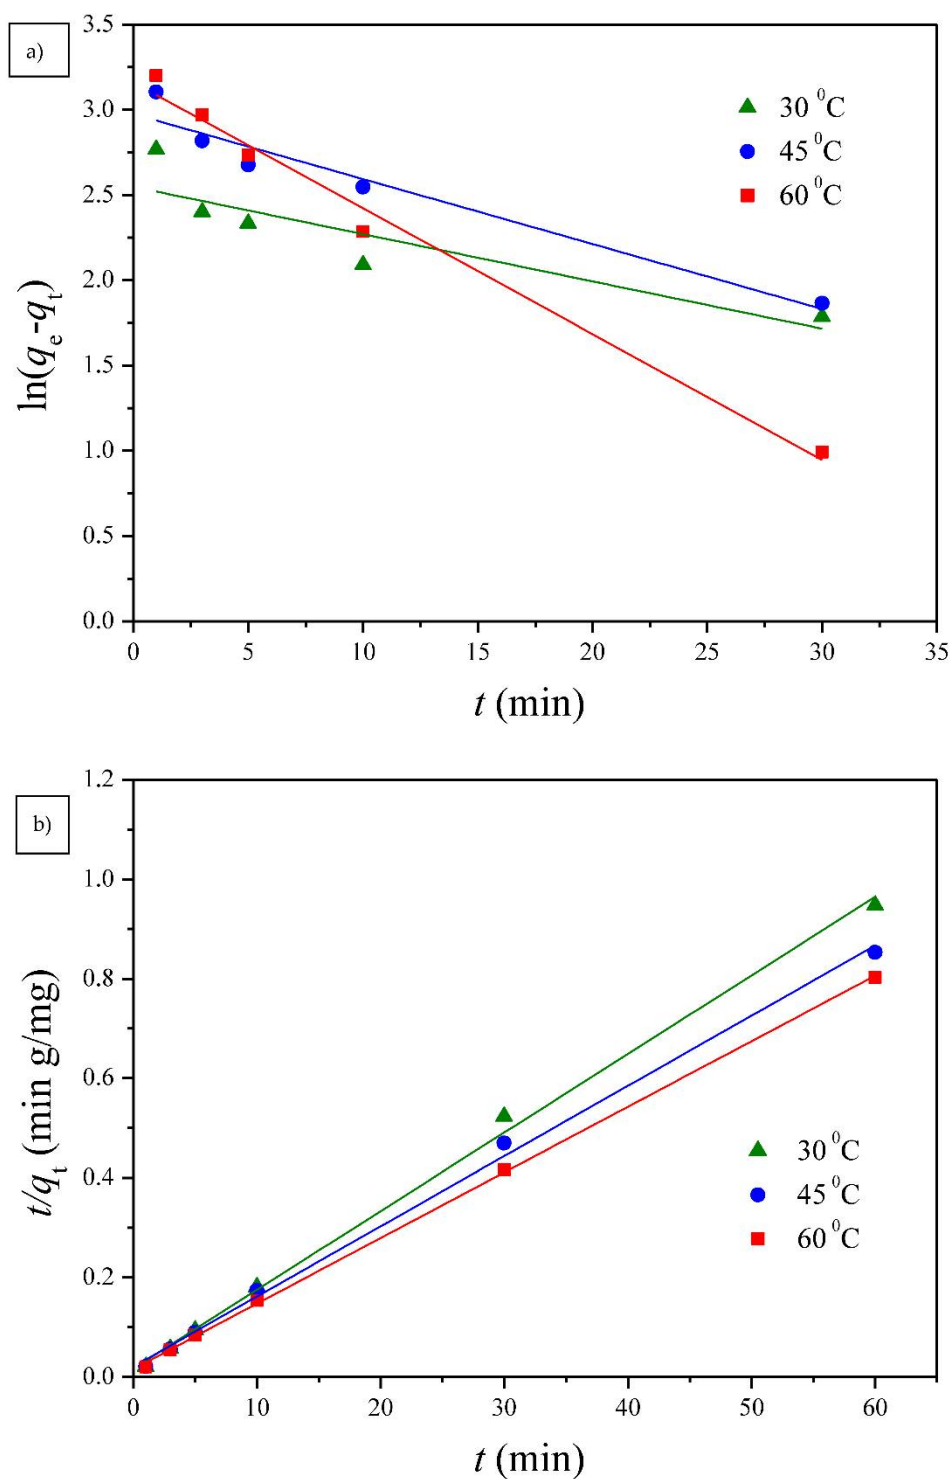 a)
3.5
3.0
2.5
2.0
1.5
1.0
0.5
0.0
ln(qe-qt)
30 ⁰C
45 ⁰C
60 ⁰C
0 5 10 15 20 25 30 35
t (min)
b)
1.2
1.0
0.8
0.6
0.4
0.2
0.0
t/qt (min g/mg)
30 ⁰C
45 ⁰C
60 ⁰C
0 10 20 30 40 50 60
t (min)